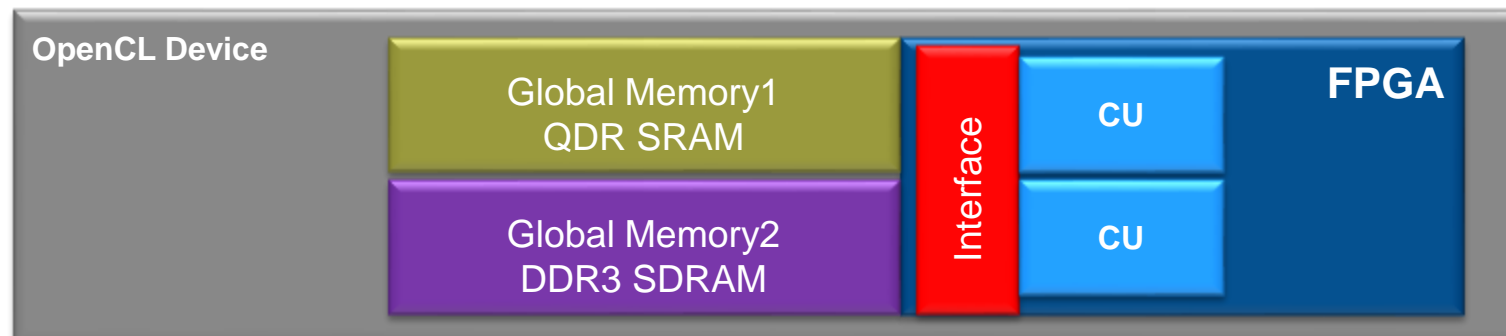 OpenCL Device
Global Memory1
QDR SRAM
Global Memory2
DDR3 SDRAM
Interface
CU
CU
FPGA